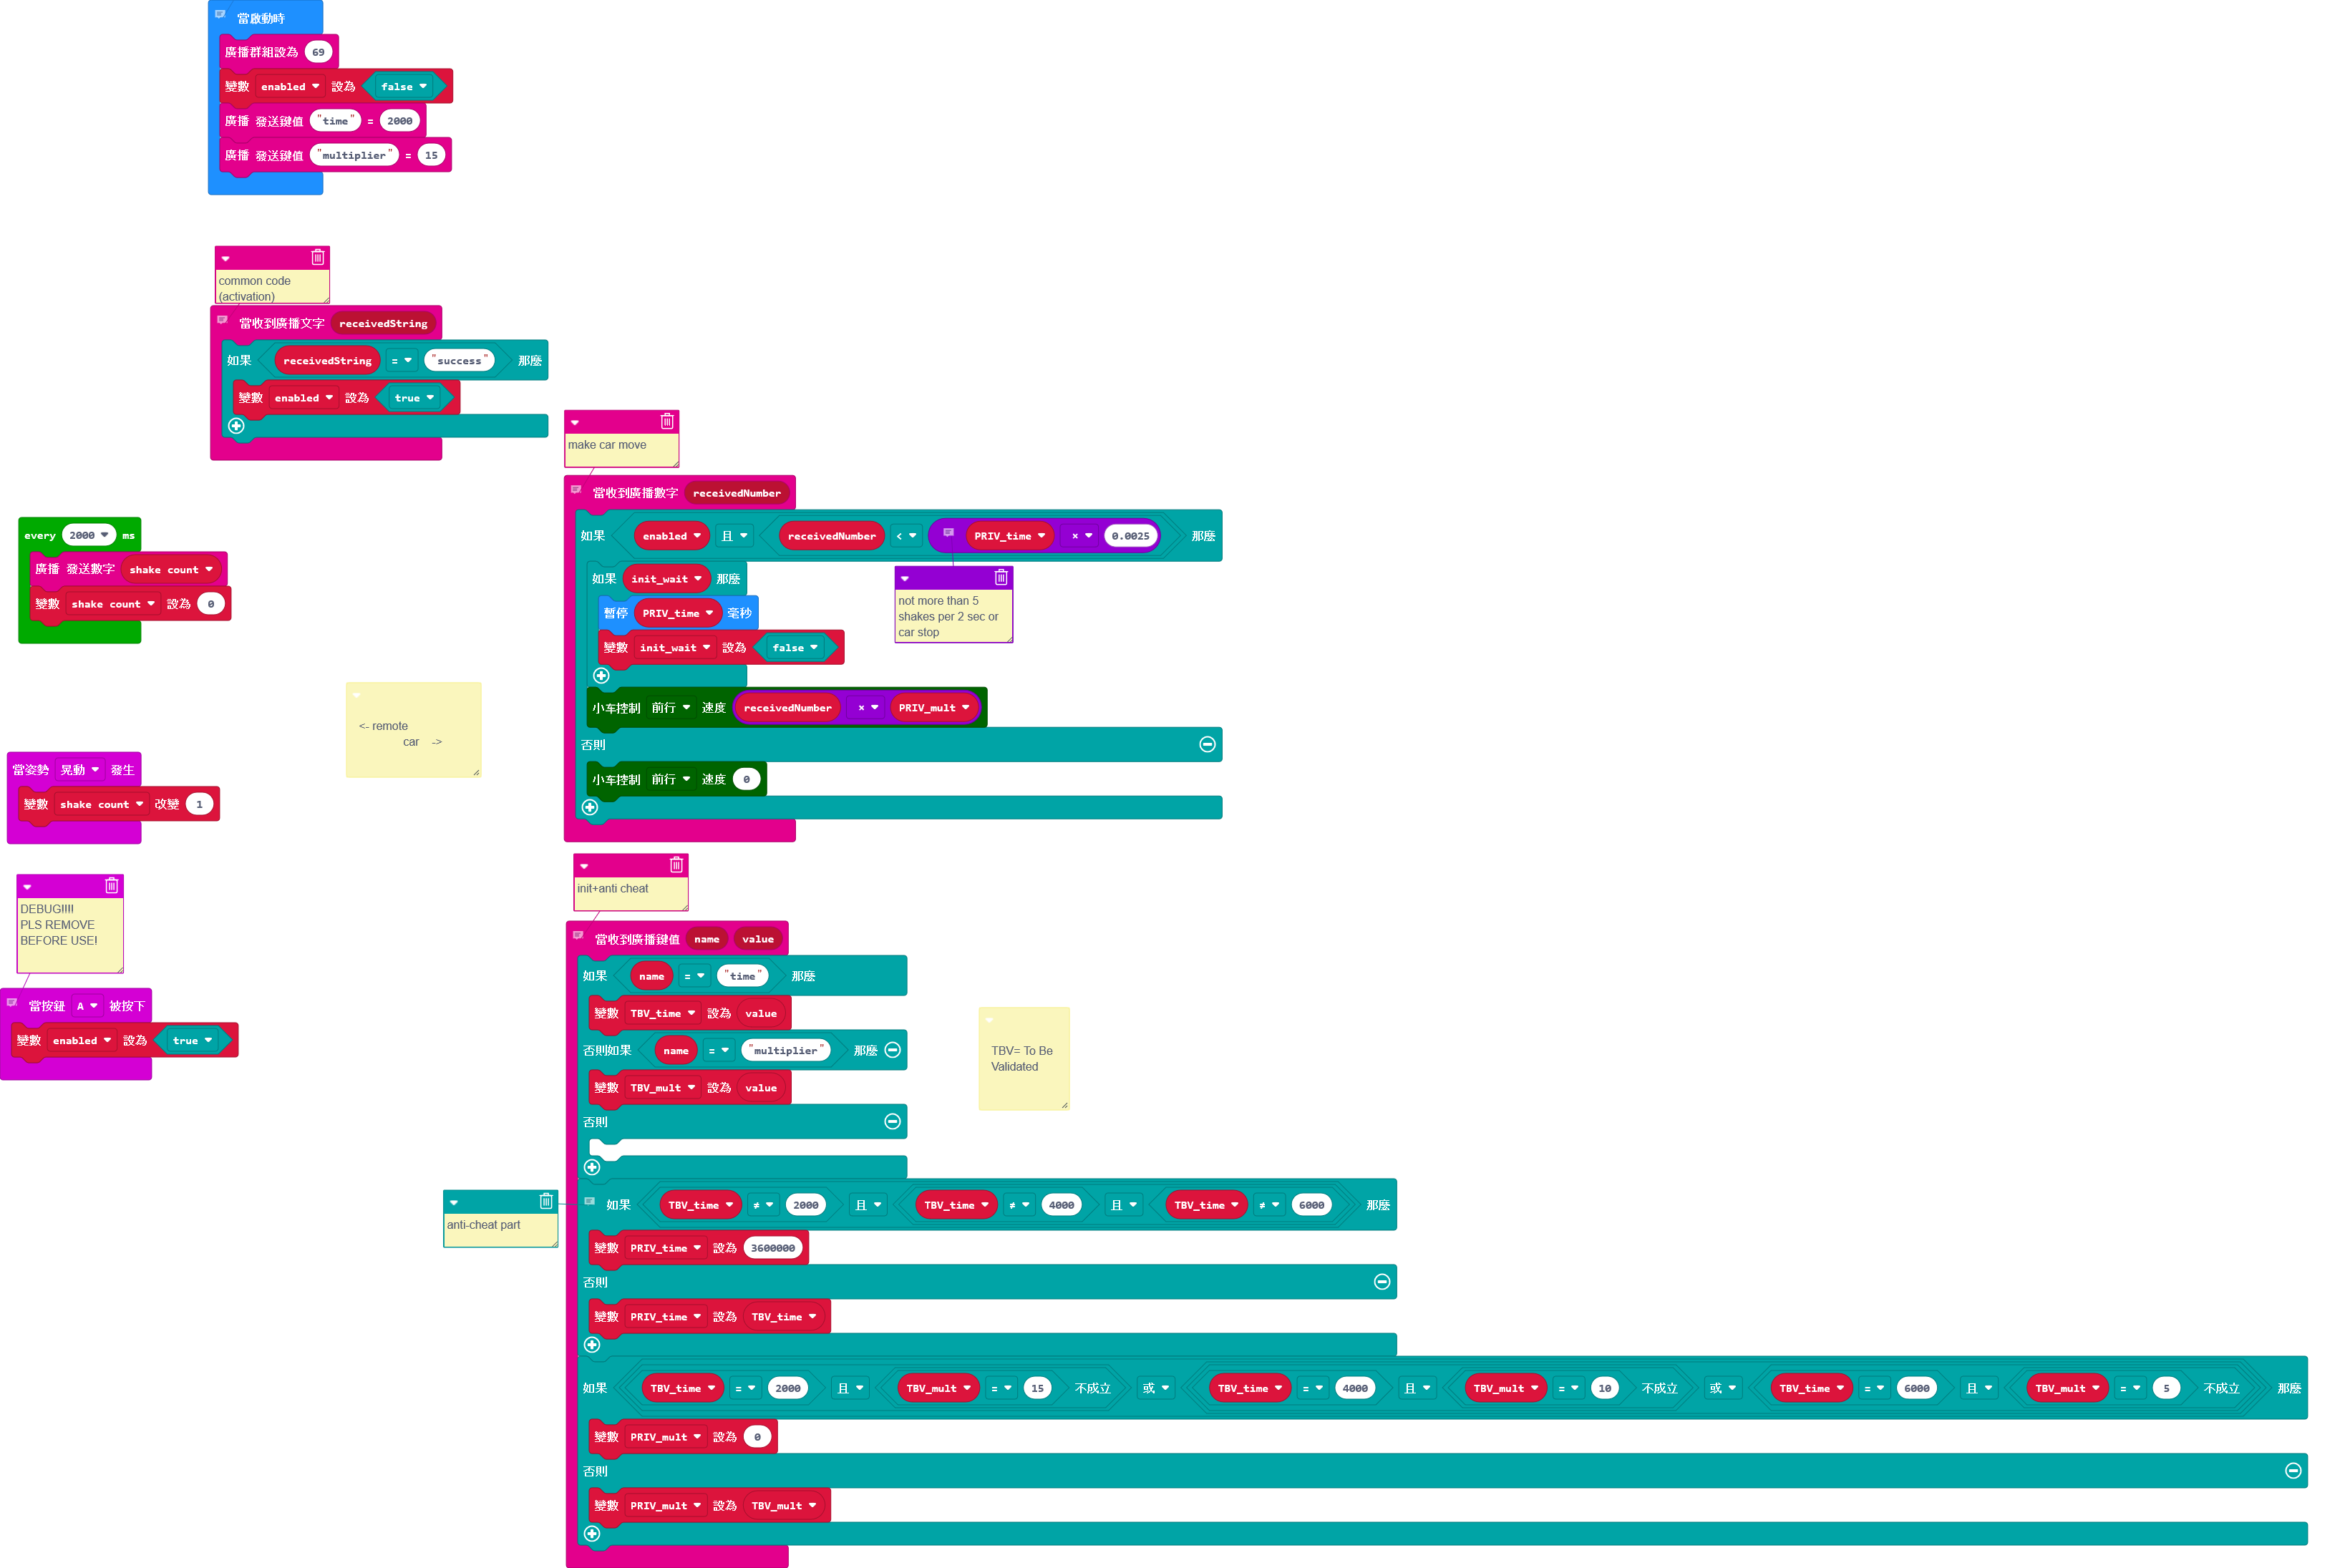 當啟動時
廣播群組設為 69
變數 enabled 設為 false
廣播 發送鍵值 "time" = 2000
廣播 發送鍵值 "multiplier" = 15
common code
(activation)
當收到廣播文字 receivedString
如果 receivedString = "success" 那麼
變數 enabled 設為 true
every 2000 ms
廣播 發送數字 shake count
變數 shake count 設為 0
<- remote
car ->
當姿勢 晃動 發生
變數 shake count 改變 1
DEBUG!!!!
PLS REMOVE
BEFORE USE!
當按鈕 A 被按下
變數 enabled 設為 true
make car move
當收到廣播數字 receivedNumber
如果 enabled 且 receivedNumber < PRIV_time × 0.0025 那麼
not more than 5
shakes per 2 sec or
car stop
如果 init_wait 那麼
暫停 PRIV_time 毫秒
變數 init_wait 設為 false
小车控制 前行 速度 receivedNumber × PRIV_mult
否則
小车控制 前行 速度 0
init+anti cheat
當收到廣播鍵值 name value
如果 name = "time" 那麼
變數 TBV_time 設為 value
否則如果 name = "multiplier" 那麼
變數 TBV_mult 設為 value
否則
TBV= To Be
Validated
anti-cheat part
如果 TBV_time ≠ 2000 且 TBV_time ≠ 4000 且 TBV_time ≠ 6000 那麼
變數 PRIV_time 設為 3600000
否則
變數 PRIV_time 設為 TBV_time
如果 TBV_time = 2000 且 TBV_mult = 15 不成立 或 TBV_time = 4000 且 TBV_mult = 10 不成立 或 TBV_time = 6000 且 TBV_mult = 5 不成立 那麼
變數 PRIV_mult 設為 0
否則
變數 PRIV_mult 設為 TBV_mult